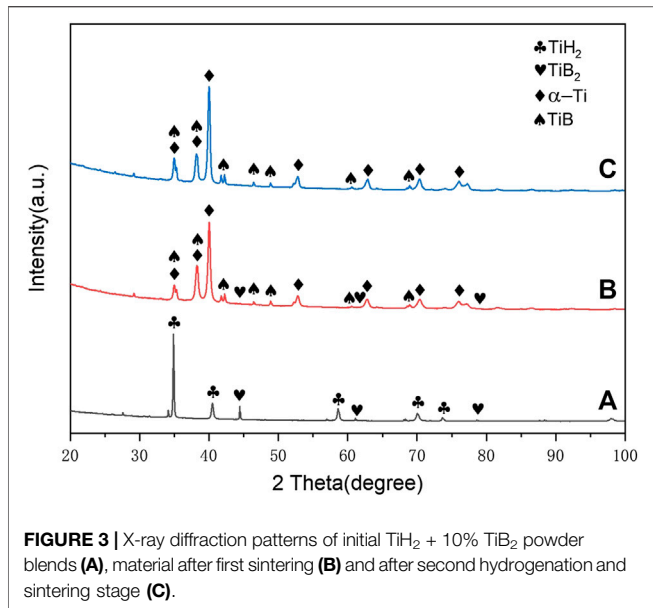 ♣ TiH₂
♥ TiB₂
♦ α–Ti
♠ TiB
C
B
A
Intensity(a.u.)
20 30 40 50 60 70 80 90 100
2 Theta(degree)
FIGURE 3 | X-ray diffraction patterns of initial TiH₂ + 10% TiB₂ powder
blends (A), material after first sintering (B) and after second hydrogenation and
sintering stage (C).